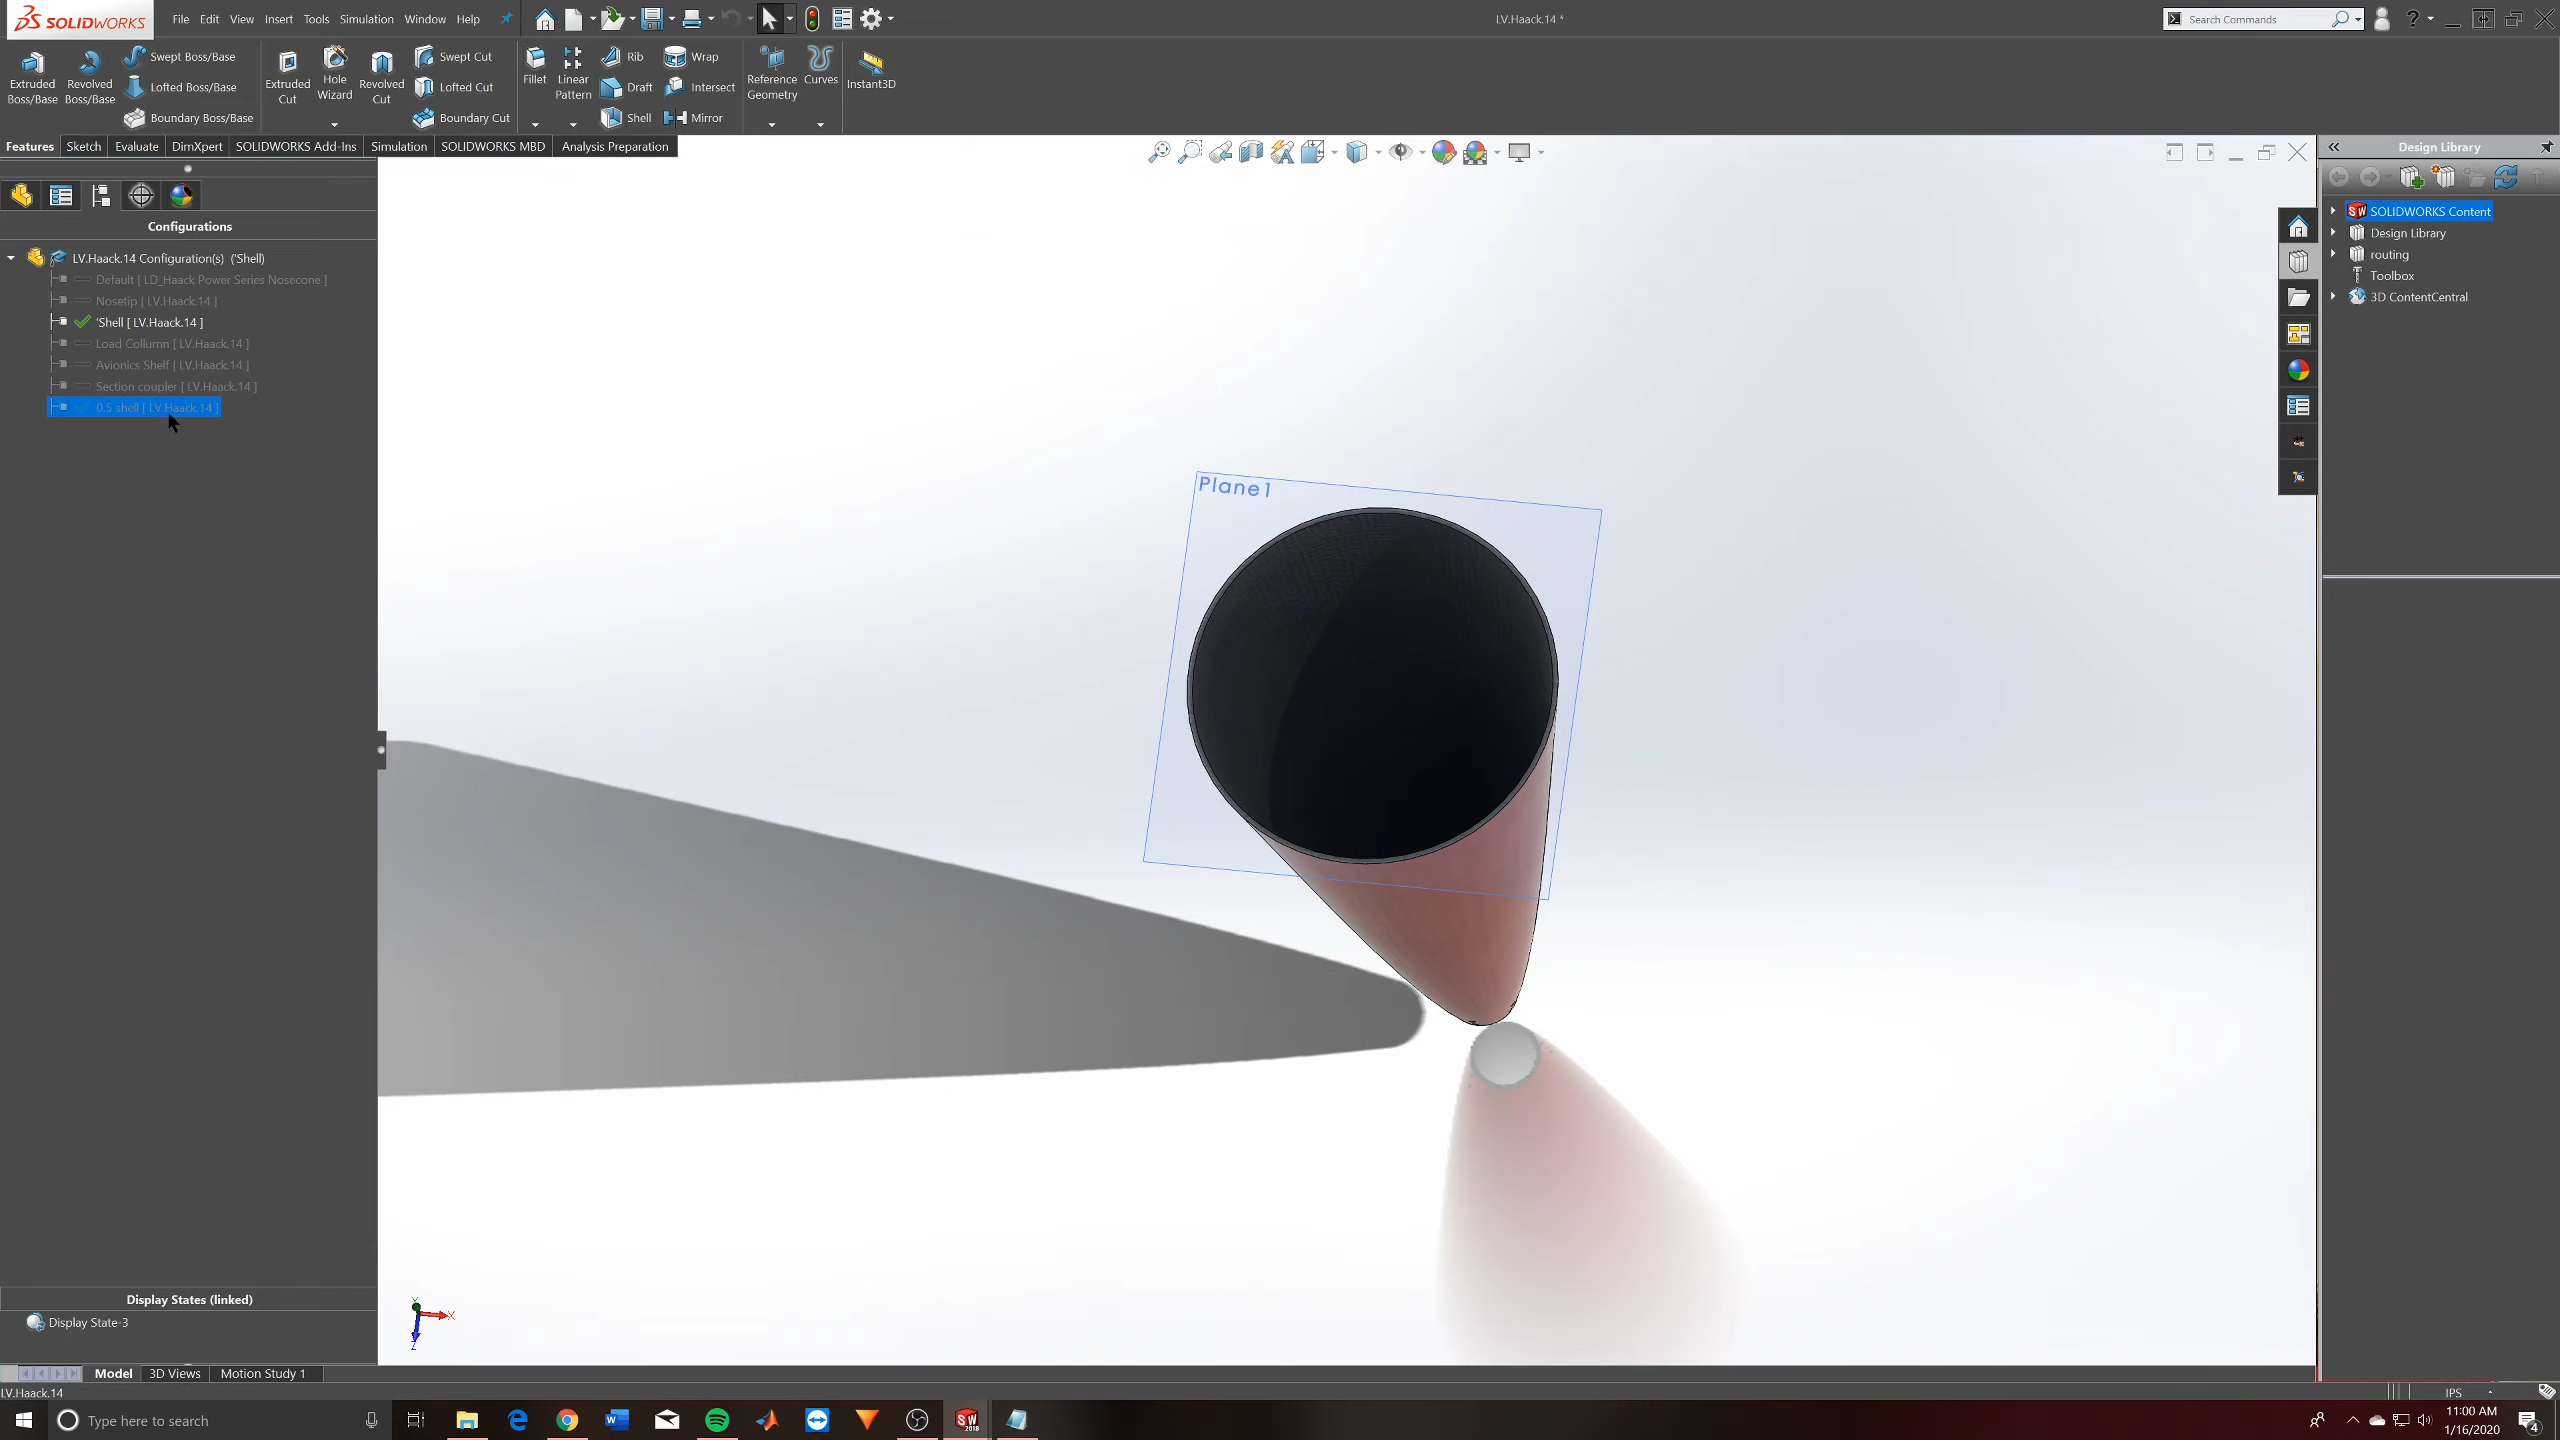 SOLIDWORKS File Edit View Insert Tools Simulation Window Help LV.Haack.14 * Search Commands
Extruded Boss/Base
Revolved Boss/Base
Swept Boss/Base
Lofted Boss/Base
Boundary Boss/Base
Extruded Cut
Hole Wizard
Revolved Cut
Swept Cut
Lofted Cut
Boundary Cut
Fillet
Linear Pattern
Rib
Draft
Shell
Wrap
Intersect
Mirror
Reference Geometry
Curves
Instant3D
Features Sketch Evaluate DimXpert SOLIDWORKS Add-Ins Simulation SOLIDWORKS MBD Analysis Preparation
Configurations
LV.Haack.14 Configuration(s) ('Shell)
Default [ LD_Haack Power Series Nosecone ]
Nosetip [ LV.Haack.14 ]
'Shell [ LV.Haack.14 ]
Load Collumn [ LV.Haack.14 ]
Avionics Shelf [ LV.Haack.14 ]
Section coupler [ LV.Haack.14 ]
0.5 shell [ LV.Haack.14 ]
Plane1
Design Library
SOLIDWORKS Content
Design Library
routing
Toolbox
3D ContentCentral
Y
X
Z
Display States (linked)
Display State-3
Model 3D Views Motion Study 1
LV.Haack.14
IPS
Type here to search
SW
2018
11:00 AM
1/16/2020
4